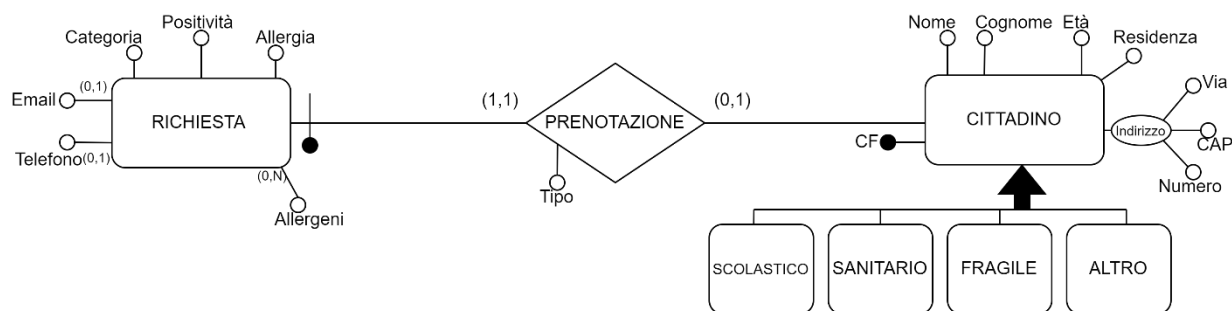 Positività
Categoria
Allergia
Nome
Cognome
Età
Residenza
Email
(0,1)
RICHIESTA
(1,1)
PRENOTAZIONE
(0,1)
CITTADINO
Via
Indirizzo
CAP
CF
Telefono
(0,1)
(0,N)
Numero
Allergeni
Tipo
SCOLASTICO
SANITARIO
FRAGILE
ALTRO